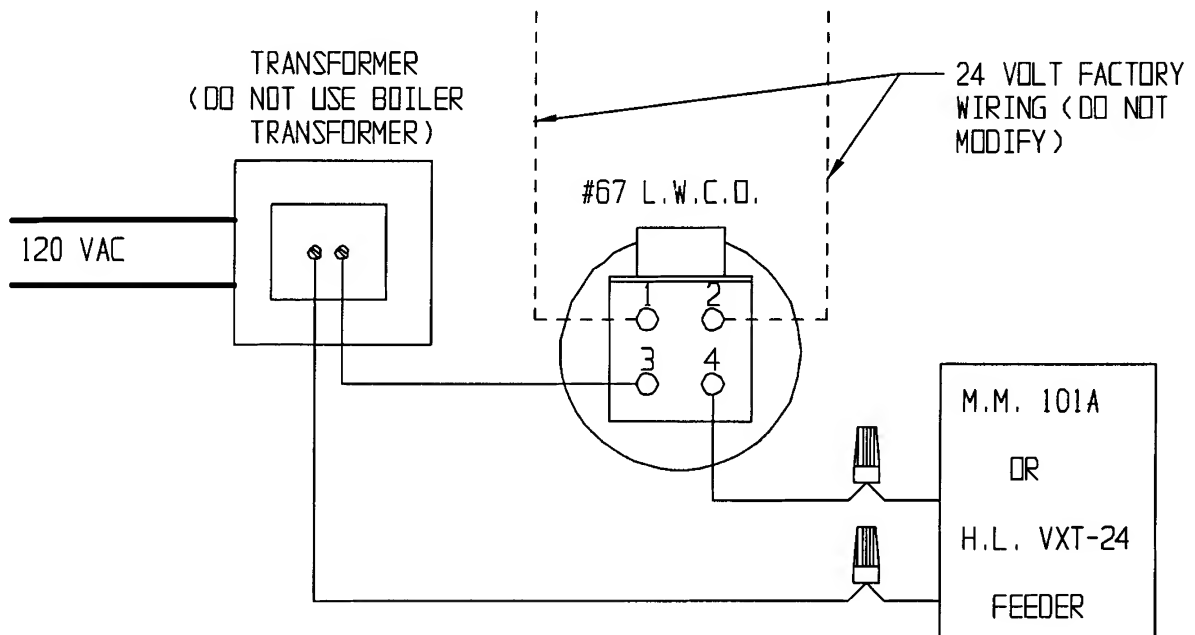 TRANSFORMER
(DO NOT USE BOILER
TRANSFORMER)
24 VOLT FACTORY
WIRING (DO NOT
MODIFY)
#67 L.W.C.O.
120 VAC
1 2
3 4
M.M. 101A
OR
H.L. VXT-24
FEEDER